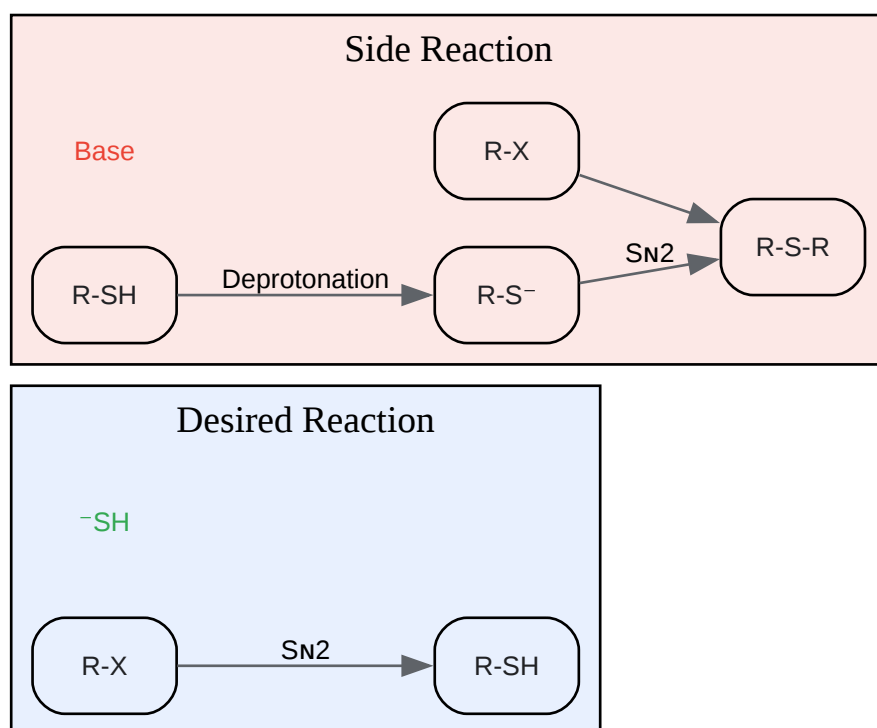 Side Reaction
Base
R-X
R-SH
Deprotonation
R-S⁻
Sɴ2
R-S-R
Desired Reaction
⁻SH
R-X
Sɴ2
R-SH